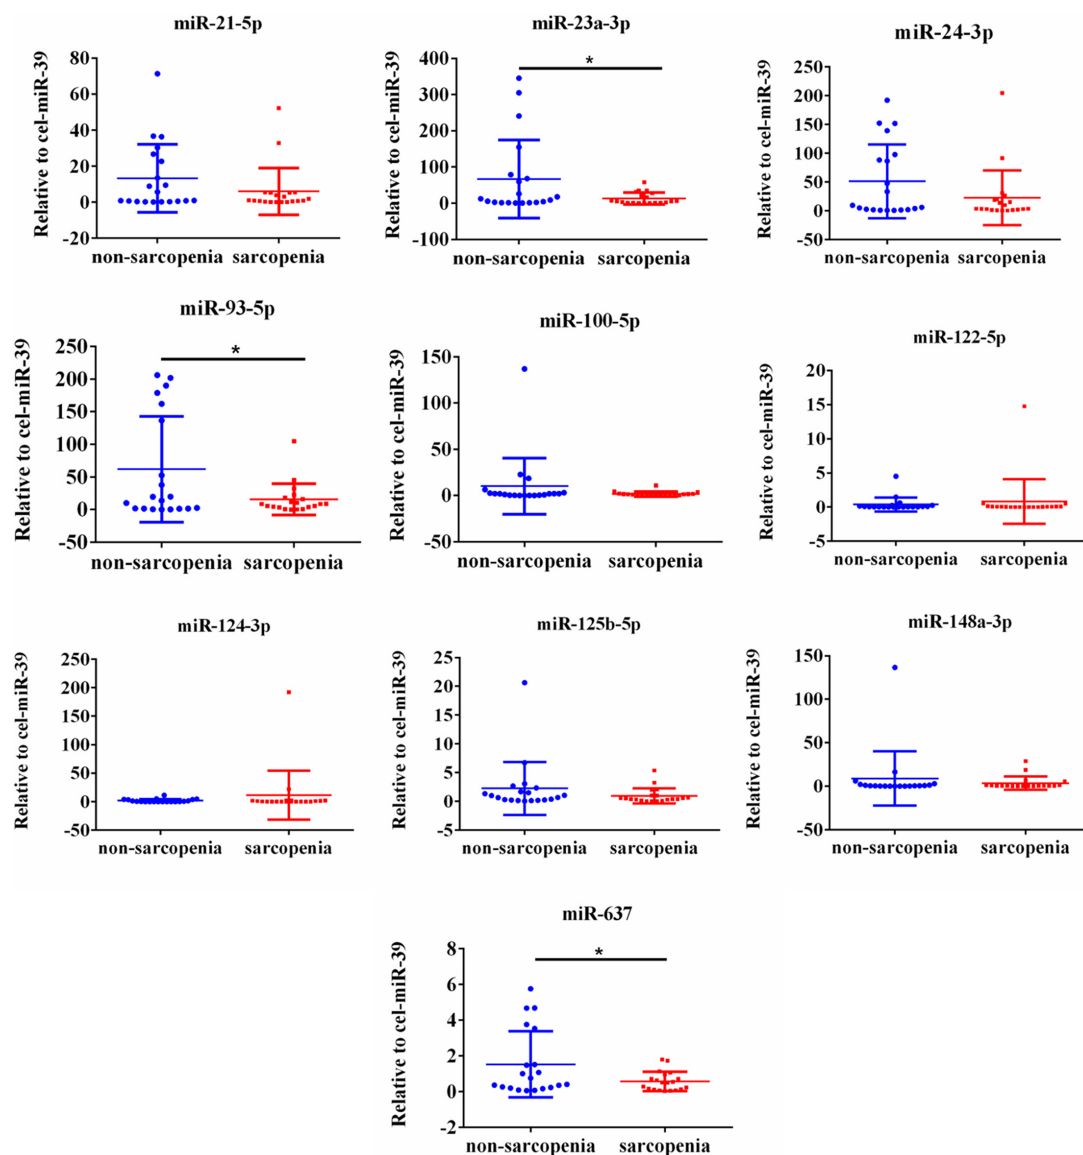 miR-21-5p
Relative to cel-miR-39
80
60
40
20
0
-20
non-sarcopenia sarcopenia
miR-23a-3p
Relative to cel-miR-39
400
300
200
100
0
-100
*
non-sarcopenia sarcopenia
miR-24-3p
Relative to cel-miR-39
250
200
150
100
50
0
-50
non-sarcopenia sarcopenia
miR-93-5p
Relative to cel-miR-39
250
200
150
100
50
0
-50
*
non-sarcopenia sarcopenia
miR-100-5p
Relative to cel-miR-39
150
100
50
0
-50
non-sarcopenia sarcopenia
miR-122-5p
Relative to cel-miR-39
20
15
10
5
0
-5
non-sarcopenia sarcopenia
miR-124-3p
Relative to cel-miR-39
250
200
150
100
50
0
-50
non-sarcopenia sarcopenia
miR-125b-5p
Relative to cel-miR-39
25
20
15
10
5
0
-5
non-sarcopenia sarcopenia
miR-148a-3p
Relative to cel-miR-39
150
100
50
0
-50
non-sarcopenia sarcopenia
miR-637
Relative to cel-miR-39
8
6
4
2
0
-2
*
non-sarcopenia sarcopenia